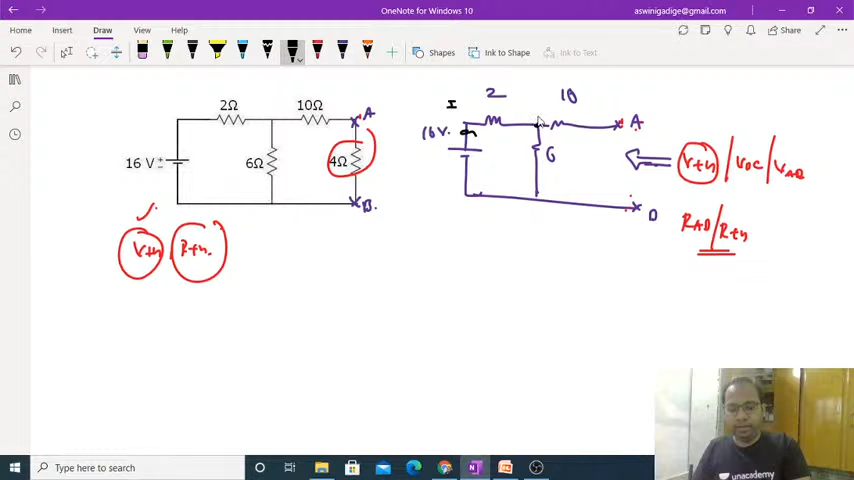 OneNote for Windows 10
aswinigadige@gmail.com
Home
Insert
Draw
View
Help
Share
Shapes
Ink to Shape
Ink to Text
2Ω
10Ω
A
16 V
6Ω
4Ω
B.
Vth
Rth.
I
2
10
A
16V.
6
B
Vth / Voc / VAB
RAB / Rth
unacademy
Type here to search